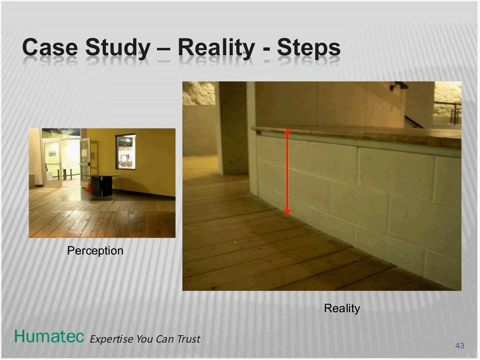 Case Study – Reality - Steps
Perception
Reality
Humatec Expertise You Can Trust
43